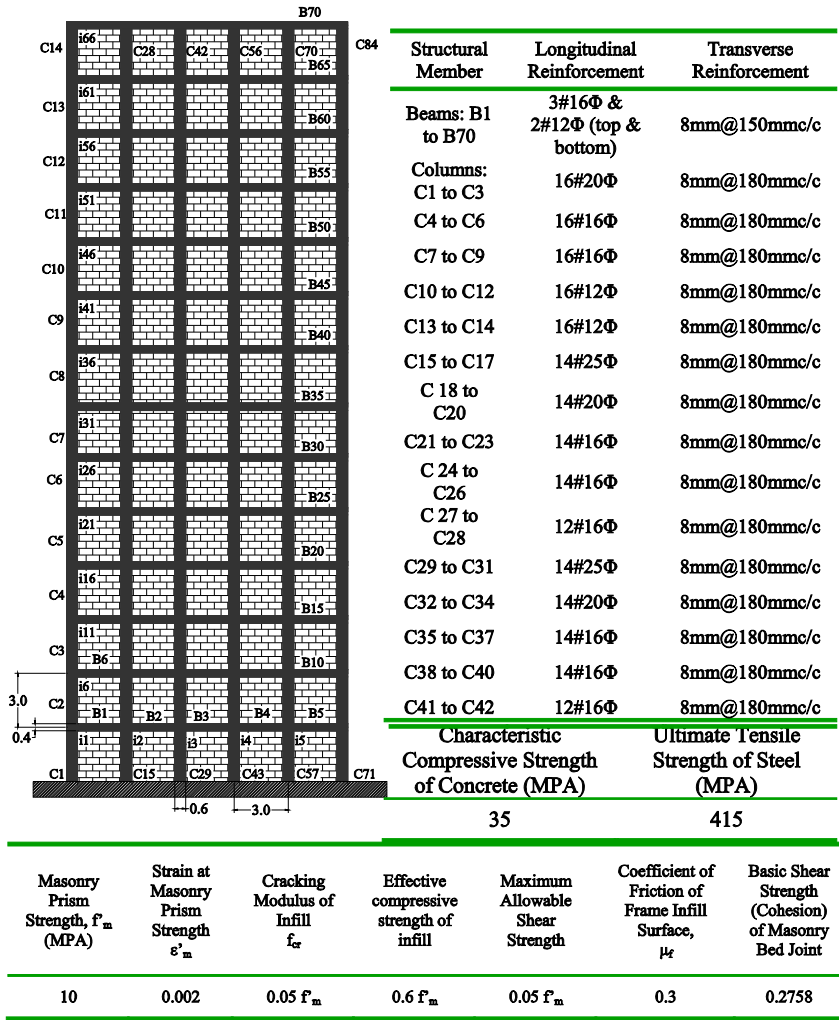 B70
C14
i66
C28
C42
C56
C70
C84
B65
C13
i61
B60
C12
i56
B55
C11
i51
B50
C10
i46
B45
C9
i41
B40
C8
i36
B35
C7
i31
B30
C6
i26
B25
C5
i21
B20
C4
i16
B15
C3
i11
B6
B10
3.0
C2
i6
B1
B2
B3
B4
B5
0.4
i1
i2
i3
i4
i5
C1
C15
C29
C43
C57
C71
0.6
3.0
Structural Member
Longitudinal Reinforcement
Transverse Reinforcement
Beams: B1 to B70
3#16Φ & 2#12Φ (top & bottom)
8mm@150mmc/c
Columns: C1 to C3
16#20Φ
8mm@180mmc/c
C4 to C6
16#16Φ
8mm@180mmc/c
C7 to C9
16#16Φ
8mm@180mmc/c
C10 to C12
16#12Φ
8mm@180mmc/c
C13 to C14
16#12Φ
8mm@180mmc/c
C15 to C17
14#25Φ
8mm@180mmc/c
C 18 to C20
14#20Φ
8mm@180mmc/c
C21 to C23
14#16Φ
8mm@180mmc/c
C 24 to C26
14#16Φ
8mm@180mmc/c
C 27 to C28
12#16Φ
8mm@180mmc/c
C29 to C31
14#25Φ
8mm@180mmc/c
C32 to C34
14#20Φ
8mm@180mmc/c
C35 to C37
14#16Φ
8mm@180mmc/c
C38 to C40
14#16Φ
8mm@180mmc/c
C41 to C42
12#16Φ
8mm@180mmc/c
Characteristic Compressive Strength of Concrete (MPA)
Ultimate Tensile Strength of Steel (MPA)
35
415
Masonry Prism Strength, f'm (MPA)
Strain at Masonry Prism Strength ε'm
Cracking Modulus of Infill fcr
Effective compressive strength of infill
Maximum Allowable Shear Strength
Coefficient of Friction of Frame Infill Surface, μf
Basic Shear Strength (Cohesion) of Masonry Bed Joint
10
0.002
0.05 f'm
0.6 f'm
0.05 f'm
0.3
0.2758